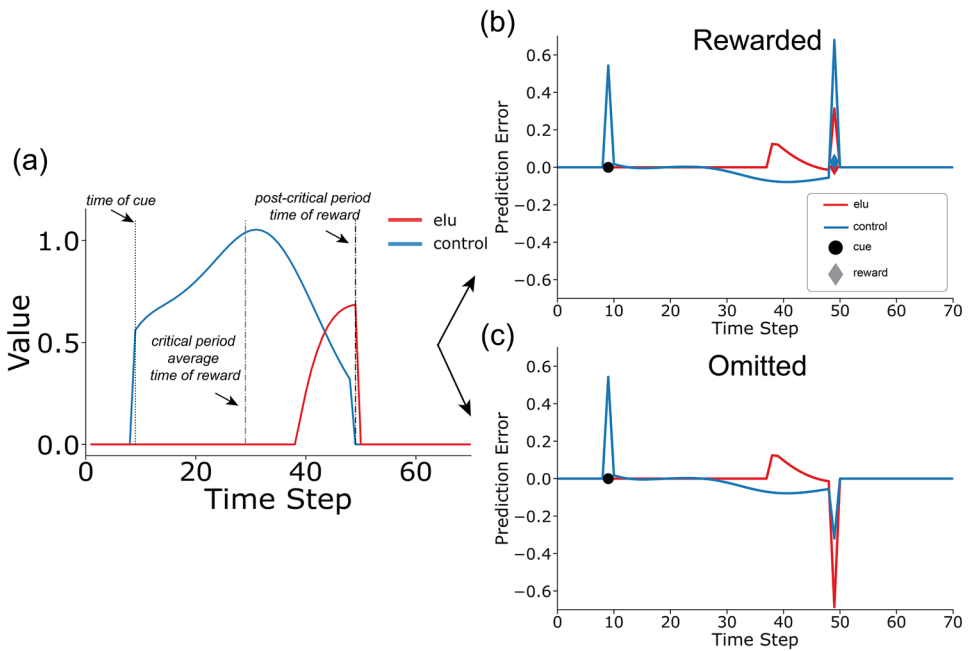 (a)
time of cue
post-critical period
time of reward
elu
control
critical period
average
time of reward
Value
1.0
0.5
0.0
0
20
40
60
Time Step
(b)
Rewarded
Prediction Error
0.6
0.4
0.2
0.0
−0.2
−0.4
−0.6
elu
control
cue
reward
0
10
20
30
40
50
60
70
Time Step
(c)
Omitted
Prediction Error
0.6
0.4
0.2
0.0
−0.2
−0.4
−0.6
0
10
20
30
40
50
60
70
Time Step